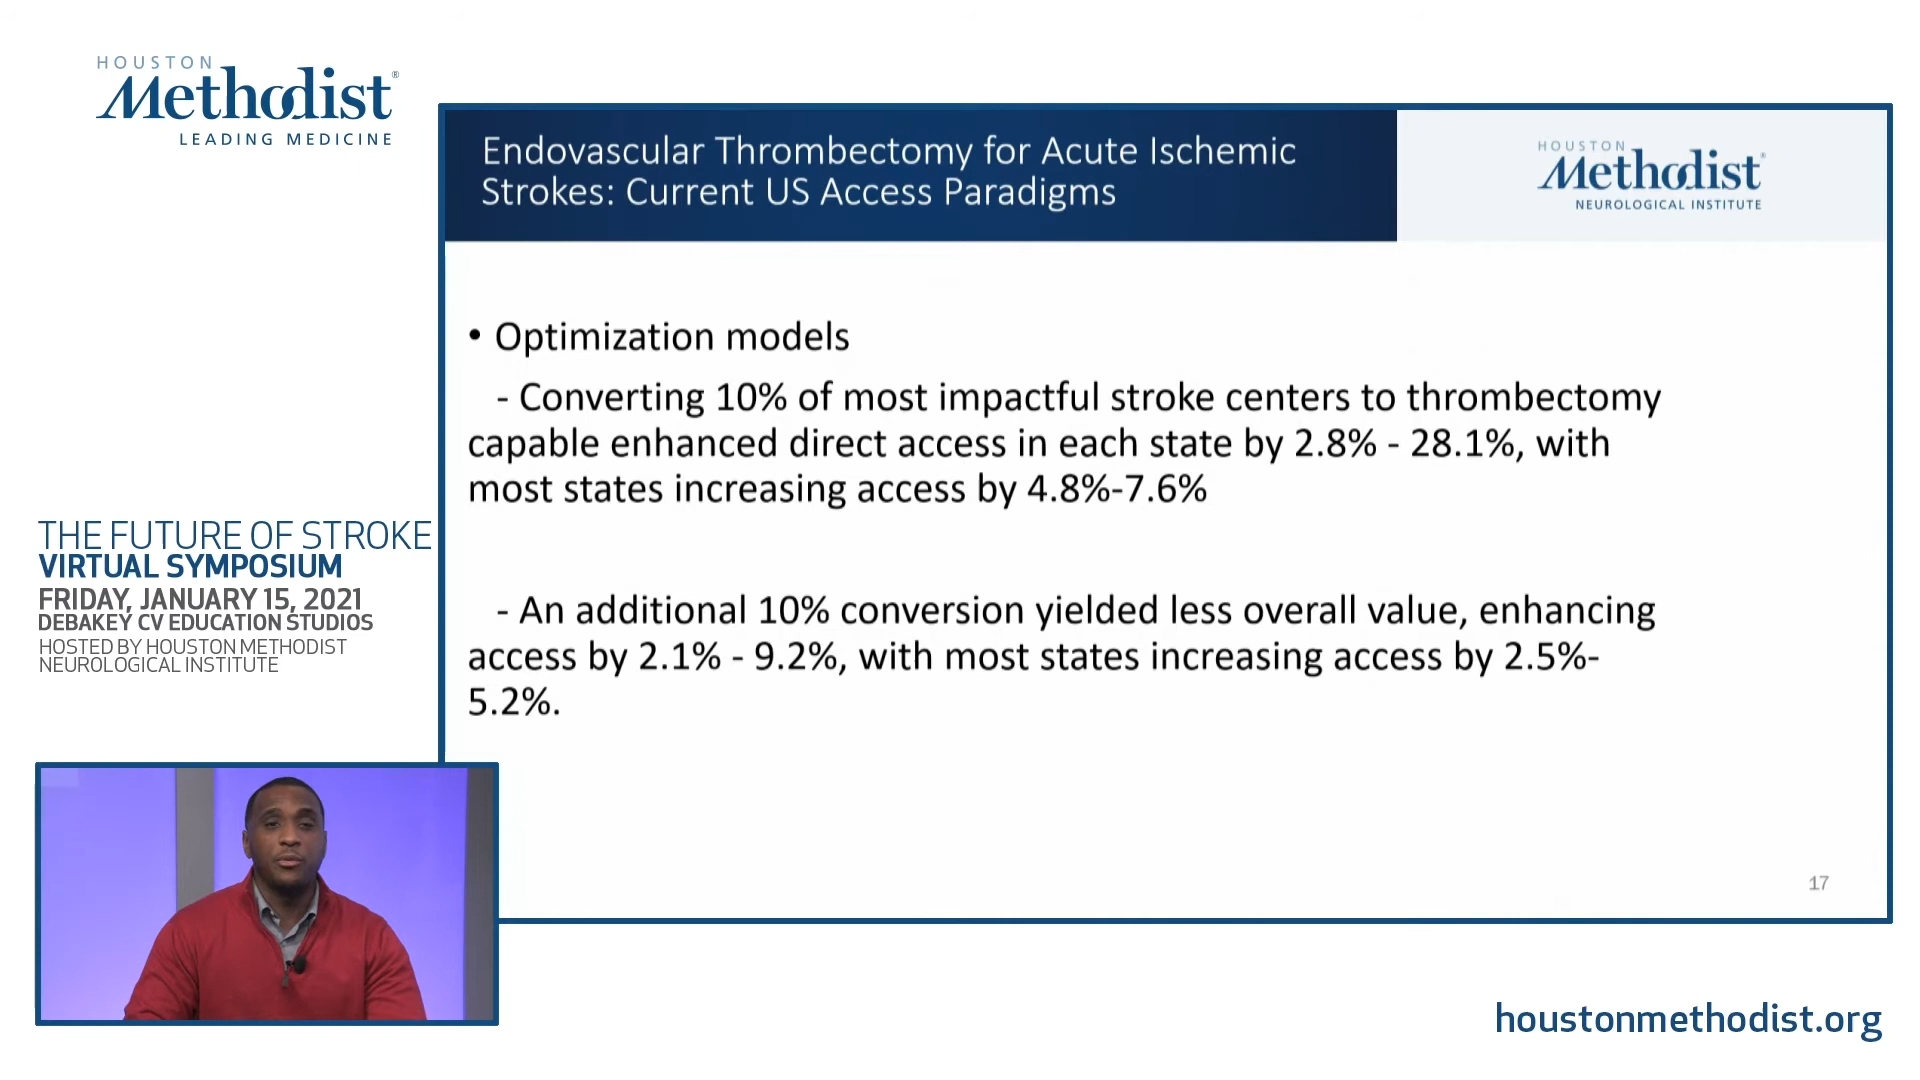 HOUSTON
Methodist®
LEADING MEDICINE
Endovascular Thrombectomy for Acute Ischemic
Strokes: Current US Access Paradigms
HOUSTON
Methodist®
NEUROLOGICAL INSTITUTE
• Optimization models
- Converting 10% of most impactful stroke centers to thrombectomy
capable enhanced direct access in each state by 2.8% - 28.1%, with
most states increasing access by 4.8%-7.6%
- An additional 10% conversion yielded less overall value, enhancing
access by 2.1% - 9.2%, with most states increasing access by 2.5%-
5.2%.
17
THE FUTURE OF STROKE
VIRTUAL SYMPOSIUM
FRIDAY, JANUARY 15, 2021
DEBAKEY CV EDUCATION STUDIOS
HOSTED BY HOUSTON METHODIST
NEUROLOGICAL INSTITUTE
houstonmethodist.org